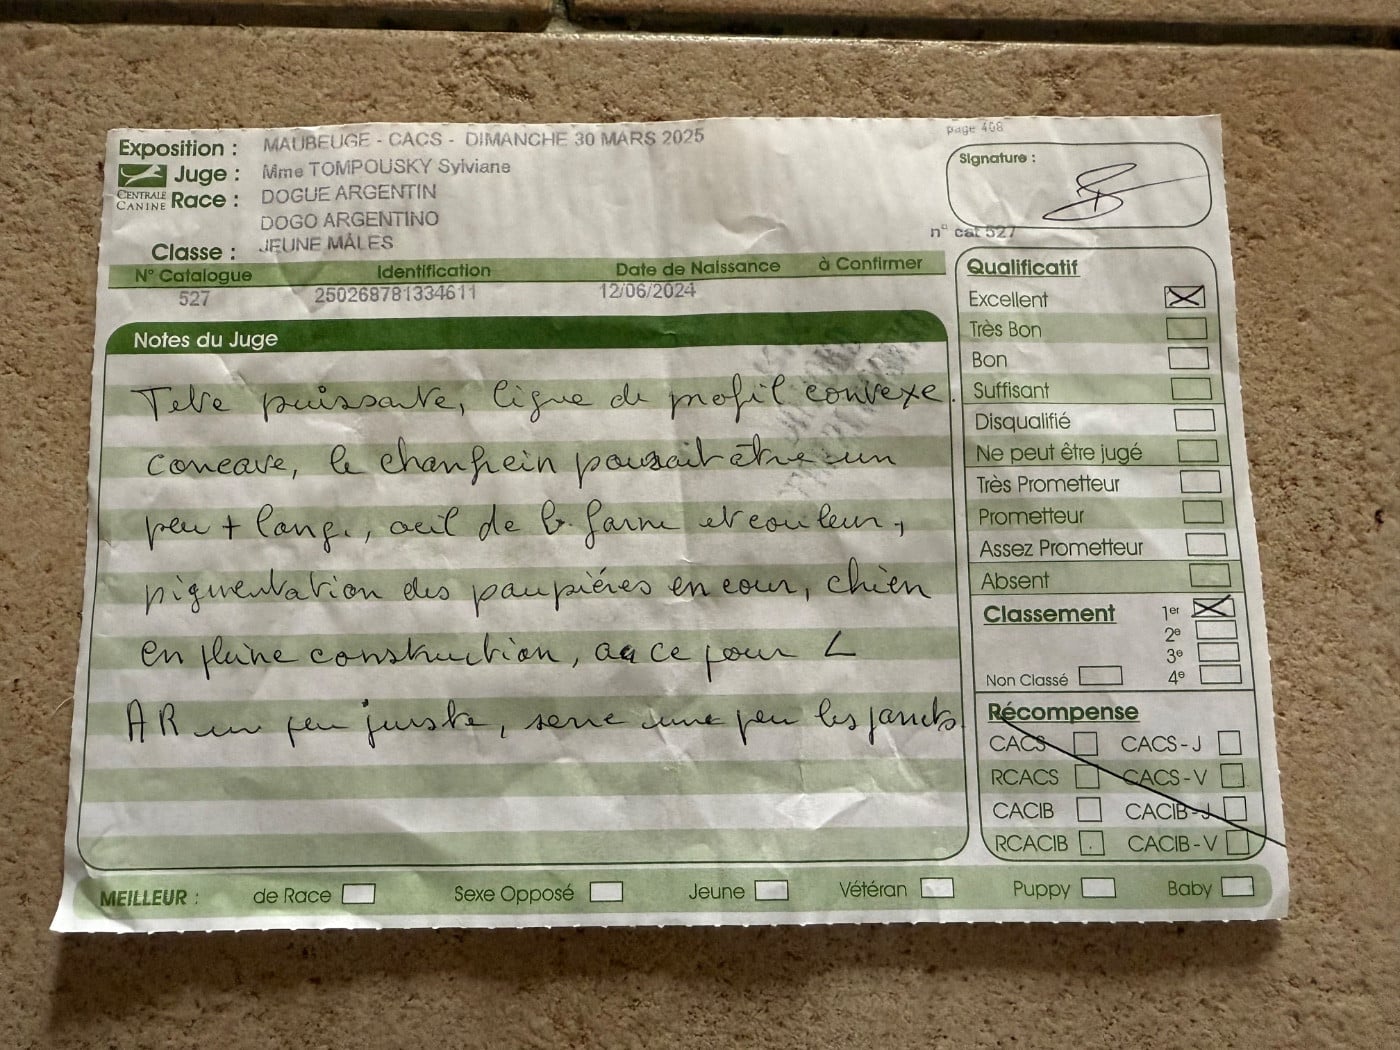 page 408
Exposition : MAUBEUGE - CACS - DIMANCHE 30 MARS 2025
Juge : Mme TOMPOUSKY Sylviane
CENTRALE CANINE
Race : DOGUE ARGENTIN
DOGO ARGENTINO
Classe : JEUNE MÂLES
Signature :
n° cat 527
N° Catalogue Identification Date de Naissance à Confirmer
527 250268781334611 12/06/2024
Notes du Juge
Tete puissante, ligne de profil convexe.
concave, le chanfrein pourrait être un
peu + long., oeil de b. forme et couleur,
pigmentation des paupiéres en cour, chien
en pleine construction, ce pour L
AR un peu juste, serre une peu les jarrets.
Qualificatif
Excellent
Très Bon
Bon
Suffisant
Disqualifié
Ne peut être jugé
Très Prometteur
Prometteur
Assez Prometteur
Absent
Classement 1er
2e
3e
Non Classé 4e
Récompense
CACS CACS - J
RCACS CACS - V
CACIB CACIB - J
RCACIB CACIB - V
MEILLEUR : de Race Sexe Opposé Jeune Vétéran Puppy Baby